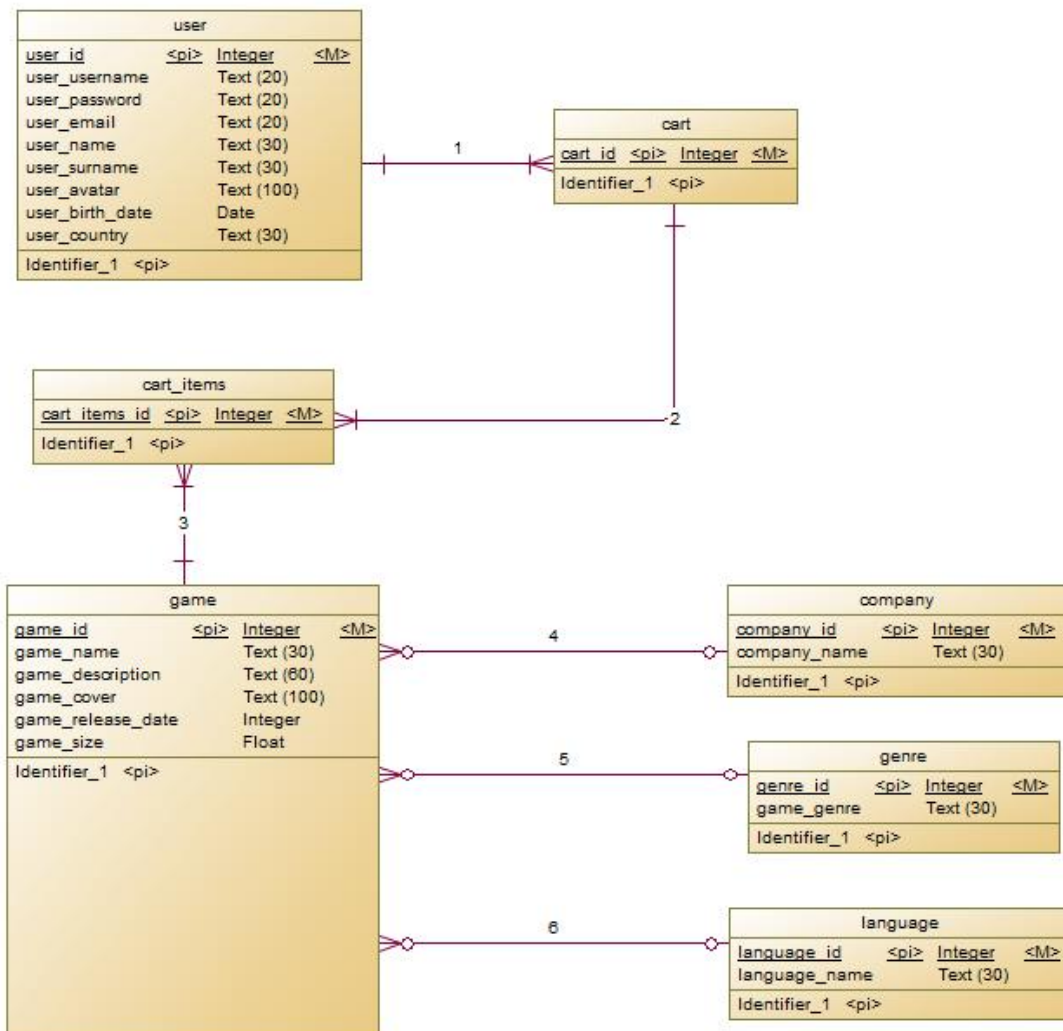 user
user_id <pi> Integer <M>
user_username Text (20)
user_password Text (20)
user_email Text (20)
user_name Text (30)
user_surname Text (30)
user_avatar Text (100)
user_birth_date Date
user_country Text (30)
Identifier_1 <pi>
1
cart
cart_id <pi> Integer <M>
Identifier_1 <pi>
2
cart_items
cart_items_id <pi> Integer <M>
Identifier_1 <pi>
3
game
game_id <pi> Integer <M>
game_name Text (30)
game_description Text (60)
game_cover Text (100)
game_release_date Integer
game_size Float
Identifier_1 <pi>
4
company
company_id <pi> Integer <M>
company_name Text (30)
Identifier_1 <pi>
5
genre
genre_id <pi> Integer <M>
game_genre Text (30)
Identifier_1 <pi>
6
language
language_id <pi> Integer <M>
language_name Text (30)
Identifier_1 <pi>